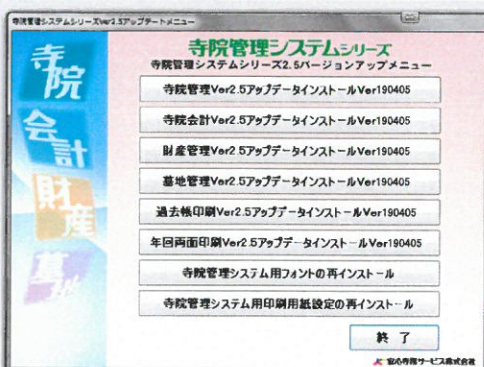 寺院管理システムシリーズVer2.5アップデートメニュー
寺院
会計
財産
墓地
寺院管理システムシリーズ
寺院管理システムシリーズ2.5バージョンアップメニュー
寺院管理Ver2.5アップデータインストールVer190405
寺院会計Ver2.5アップデータインストールVer190405
財産管理Ver2.5アップデータインストールVer190405
墓地管理Ver2.5アップデータインストールVer190405
過去帳印刷Ver2.5アップデータインストールVer190405
年回両面印刷Ver2.5アップデータインストールVer190405
寺院管理システム用フォントの再インストール
寺院管理システム用印刷用紙設定の再インストール
終 了
安心寺務サービス株式会社